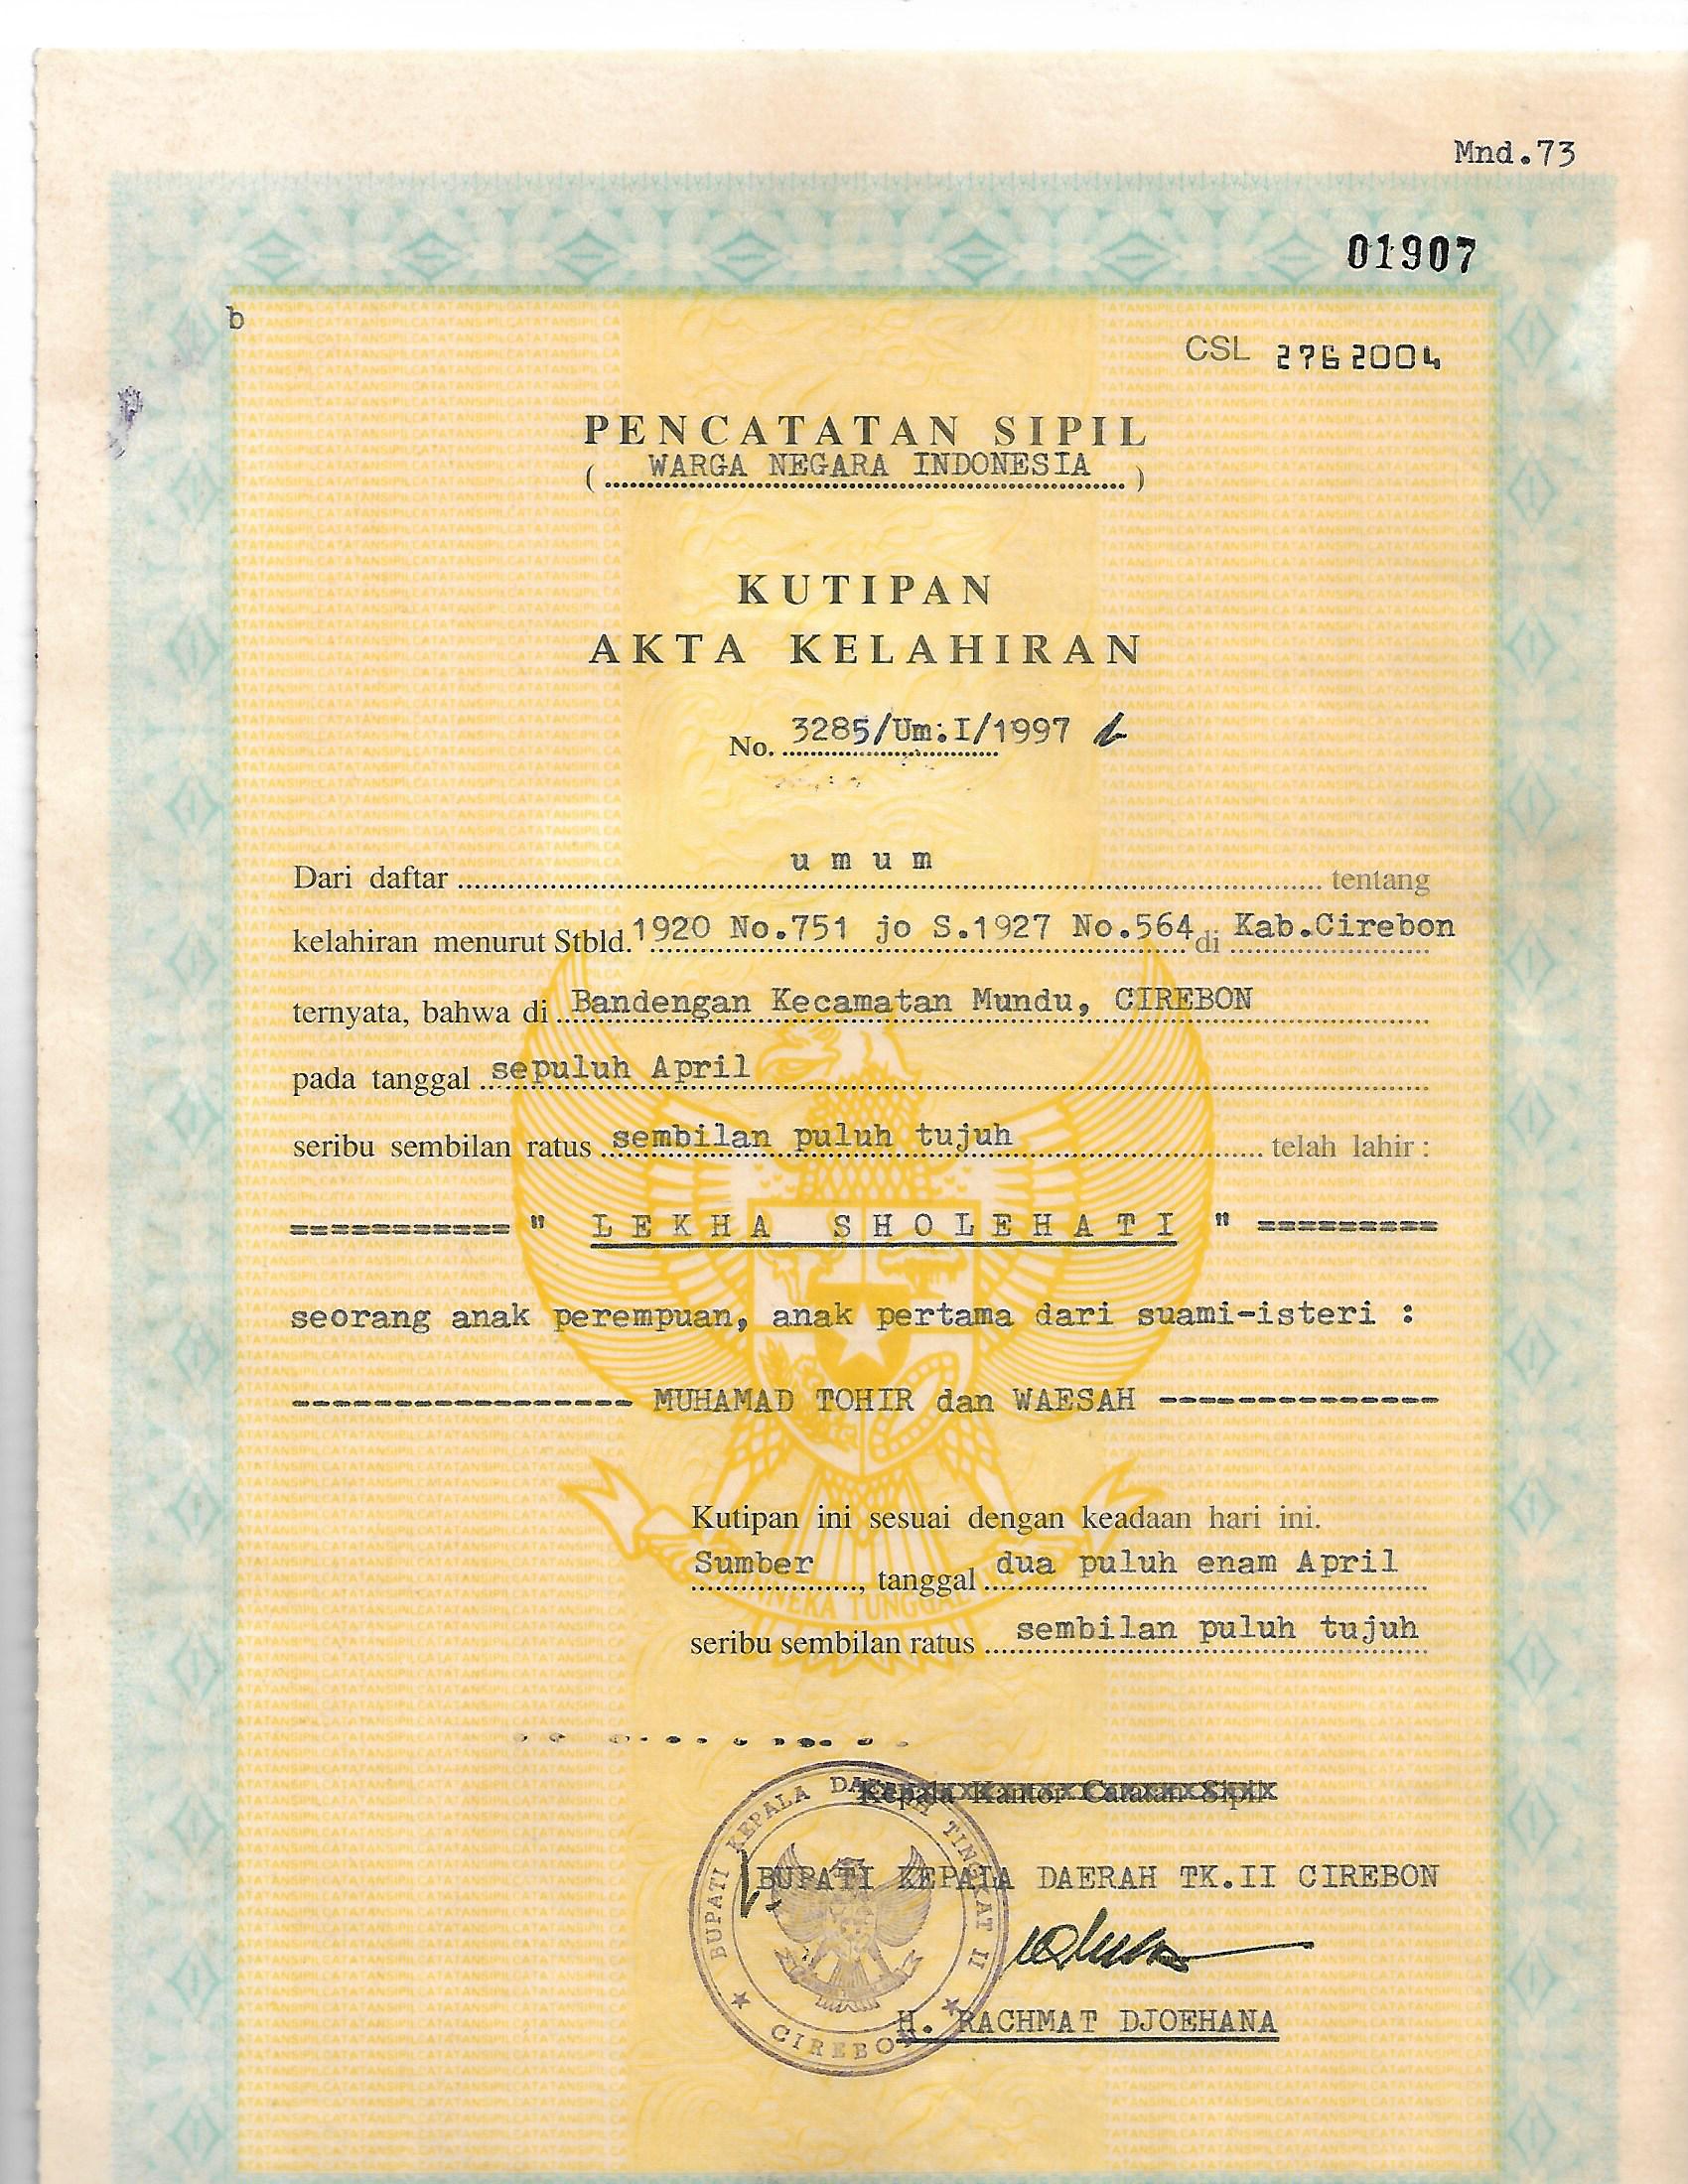 Mnd.73
01907
b
CSL 2762004
PENCATATAN SIPIL
( WARGA NEGARA INDONESIA )
KUTIPAN
AKTA KELAHIRAN
No. 3285/Um:I/1997
Dari daftar umum tentang
kelahiran menurut Stbld. 1920 No.751 jo S.1927 No.564 di Kab.Cirebon
ternyata, bahwa di Bandengan Kecamatan Mundu, CIREBON
pada tanggal sepuluh April
seribu sembilan ratus sembilan puluh tujuh telah lahir :
=========== " LEKHA SHOLEHATI " =========
seorang anak perempuan, anak pertama dari suami-isteri :
----------------- MUHAMAD TOHIR dan WAESAH --------------
Kutipan ini sesuai dengan keadaan hari ini.
Sumber, tanggal dua puluh enam April
seribu sembilan ratus sembilan puluh tujuh
Kepala Kantor Catatan Sipil
BUPATI KEPALA DAERAH TK.II CIREBON
BUPATI KEPALA DAERAH TINGKAT II
CIREBON
H. RACHMAT DJOEHANA